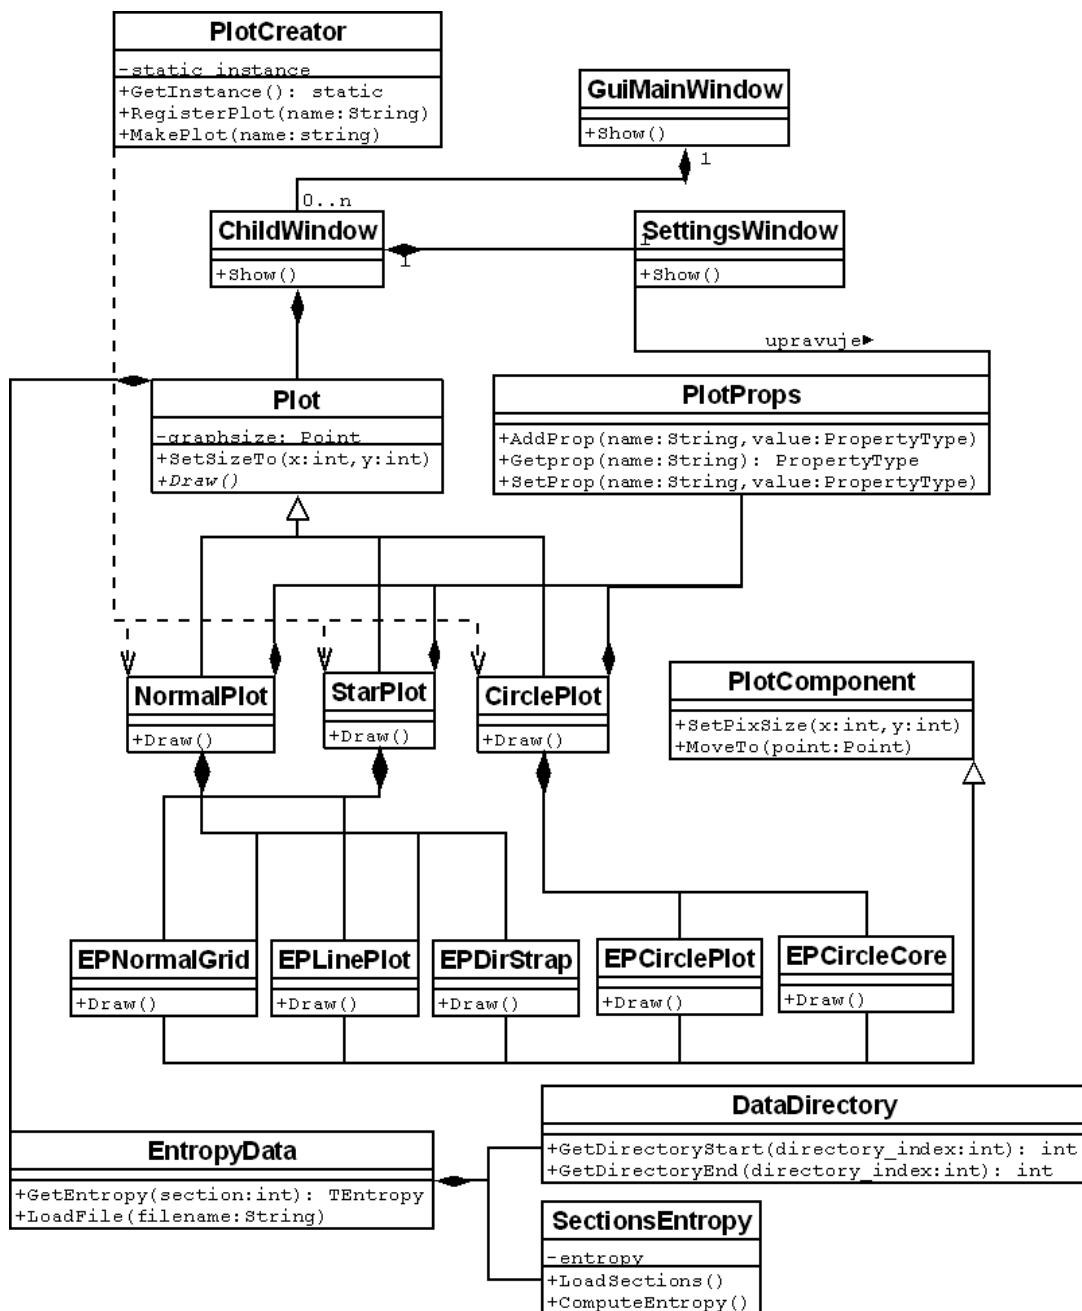 PlotCreator
-static instance
+GetInstance(): static
+RegisterPlot(name:String)
+MakePlot(name:string)
GuiMainWindow
+Show()
1
0..n
ChildWindow
+Show()
1
1
SettingsWindow
+Show()
upravuje►
Plot
-graphsize: Point
+SetSizeTo(x:int,y:int)
+Draw()
PlotProps
+AddProp(name:String,value:PropertyType)
+Getprop(name:String): PropertyType
+SetProp(name:String,value:PropertyType)
NormalPlot
+Draw()
StarPlot
+Draw()
CirclePlot
+Draw()
PlotComponent
+SetPixSize(x:int,y:int)
+MoveTo(point:Point)
EPNormalGrid
+Draw()
EPLinePlot
+Draw()
EPDirStrap
+Draw()
EPCirclePlot
+Draw()
EPCircleCore
+Draw()
DataDirectory
+GetDirectoryStart(directory_index:int): int
+GetDirectoryEnd(directory_index:int): int
EntropyData
+GetEntropy(section:int): TEntropy
+LoadFile(filename:String)
SectionsEntropy
-entropy
+LoadSections()
+ComputeEntropy()